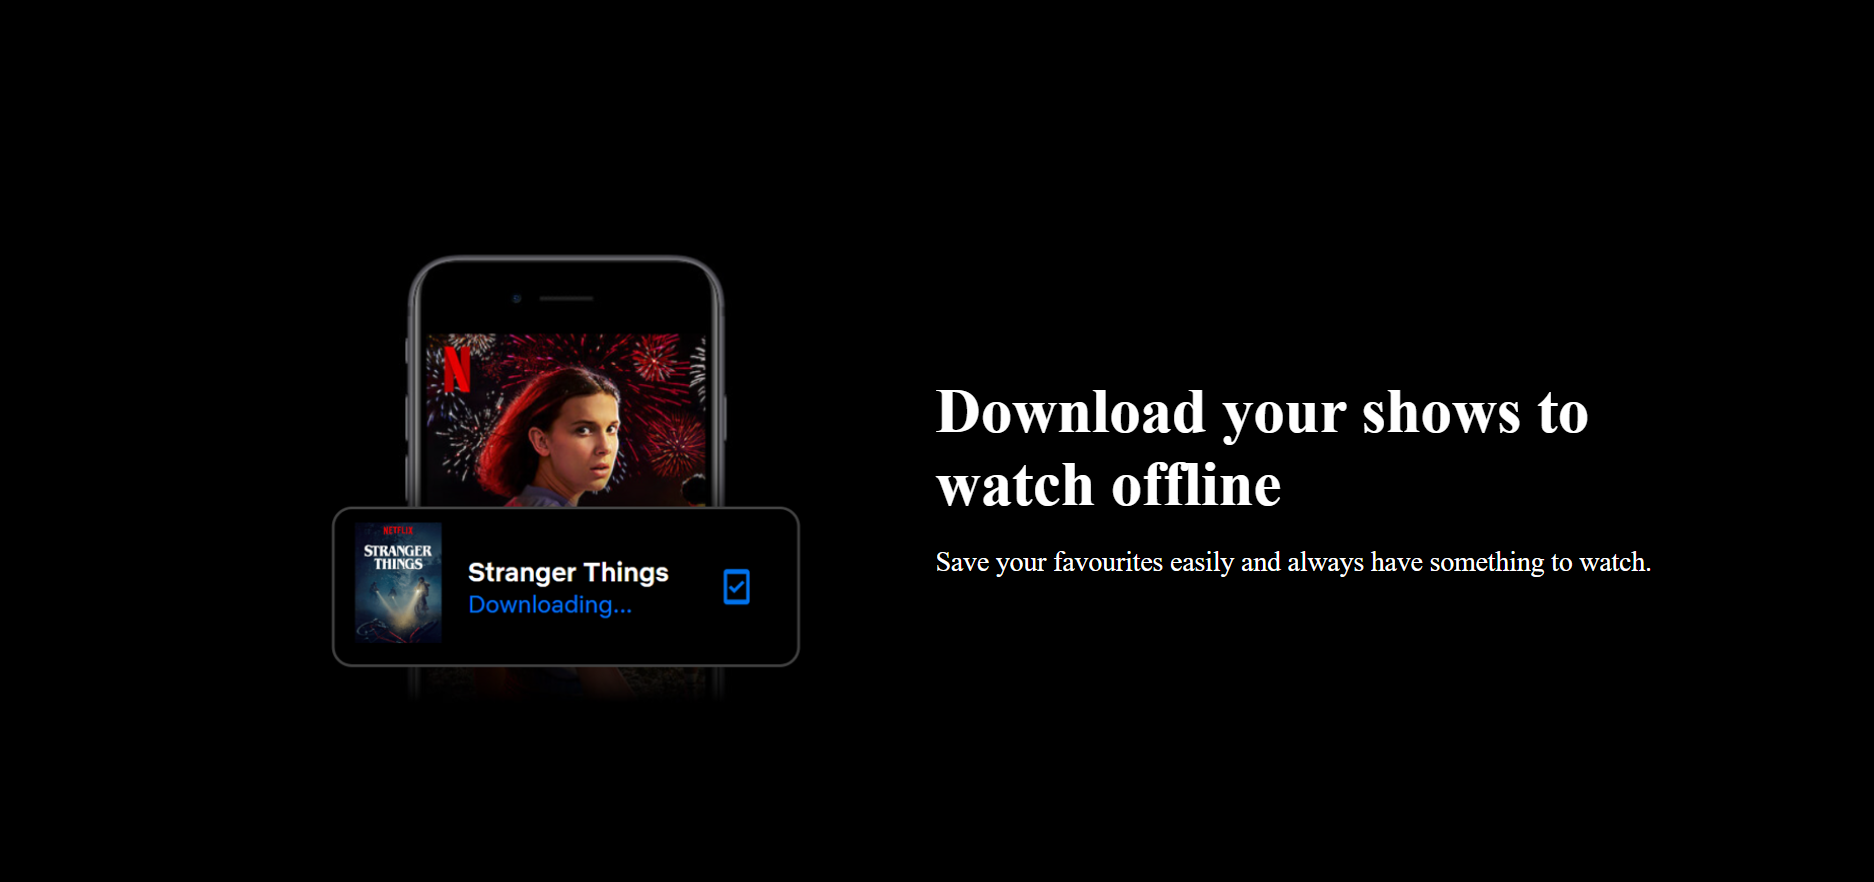 N
NETFLIX
STRANGER
THINGS
Stranger Things
Downloading...
Download your shows to
watch offline
Save your favourites easily and always have something to watch.